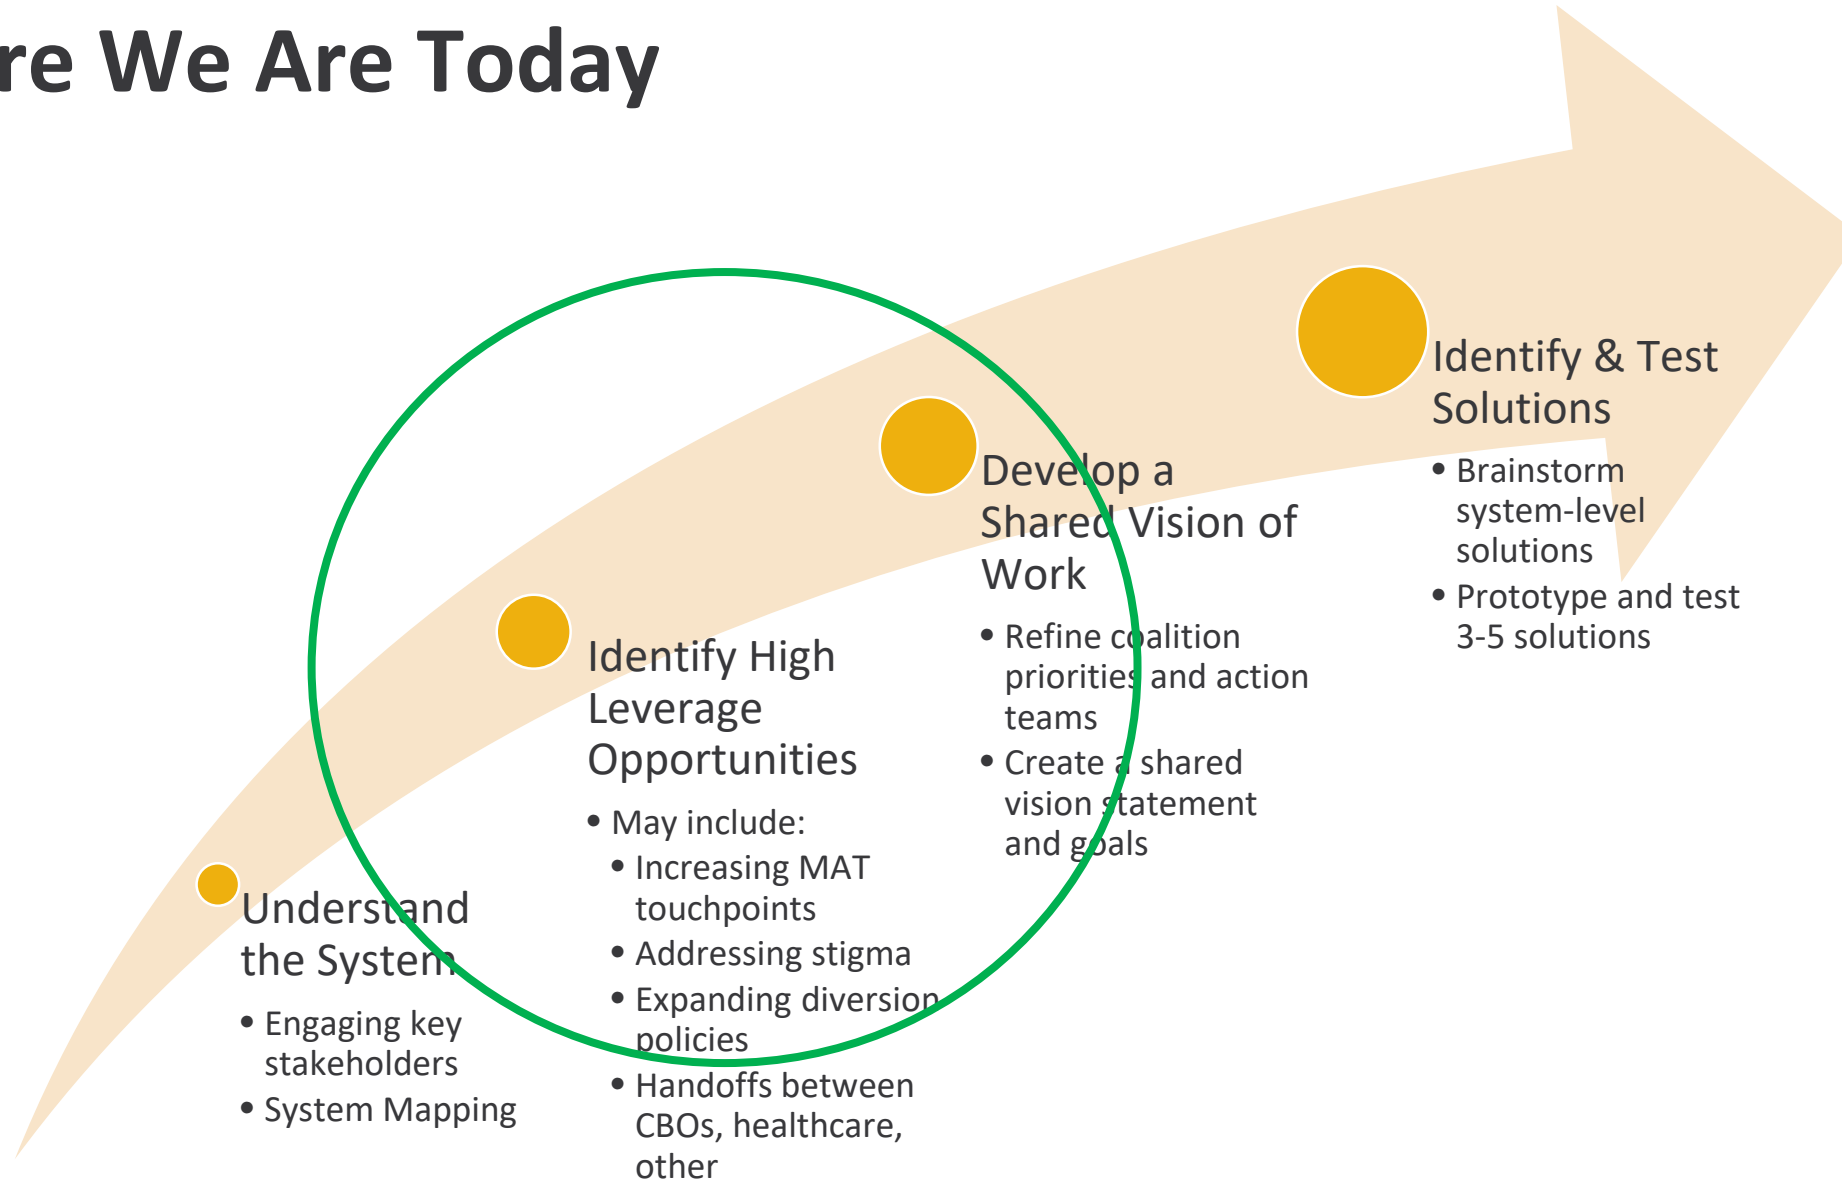 re We Are Today
Understand
the System
• Engaging key
stakeholders
• System Mapping
Identify High
Leverage
Opportunities
• May include:
• Increasing MAT
touchpoints
• Addressing stigma
• Expanding diversion
policies
• Handoffs between
CBOs, healthcare,
other
Develop a
Shared Vision of
Work
• Refine coalition
priorities and action
teams
• Create a shared
vision statement
and goals
Identify & Test
Solutions
• Brainstorm
system-level
solutions
• Prototype and test
3-5 solutions